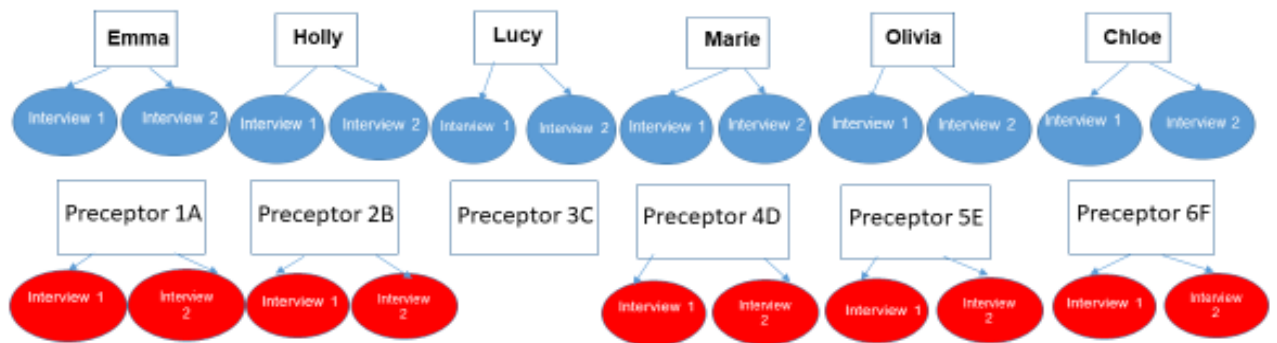 Emma Holly Lucy Marie Olivia Chloe
Interview 1 Interview 2 Interview 1 Interview 2 Interview 1 Interview 2 Interview 1 Interview 2 Interview 1 Interview 2 Interview 1 Interview 2
Preceptor 1A Preceptor 2B Preceptor 3C Preceptor 4D Preceptor 5E Preceptor 6F
Interview 1 Interview 2 Interview 1 Interview 2 Interview 1 Interview 2 Interview 1 Interview 2 Interview 1 Interview 2